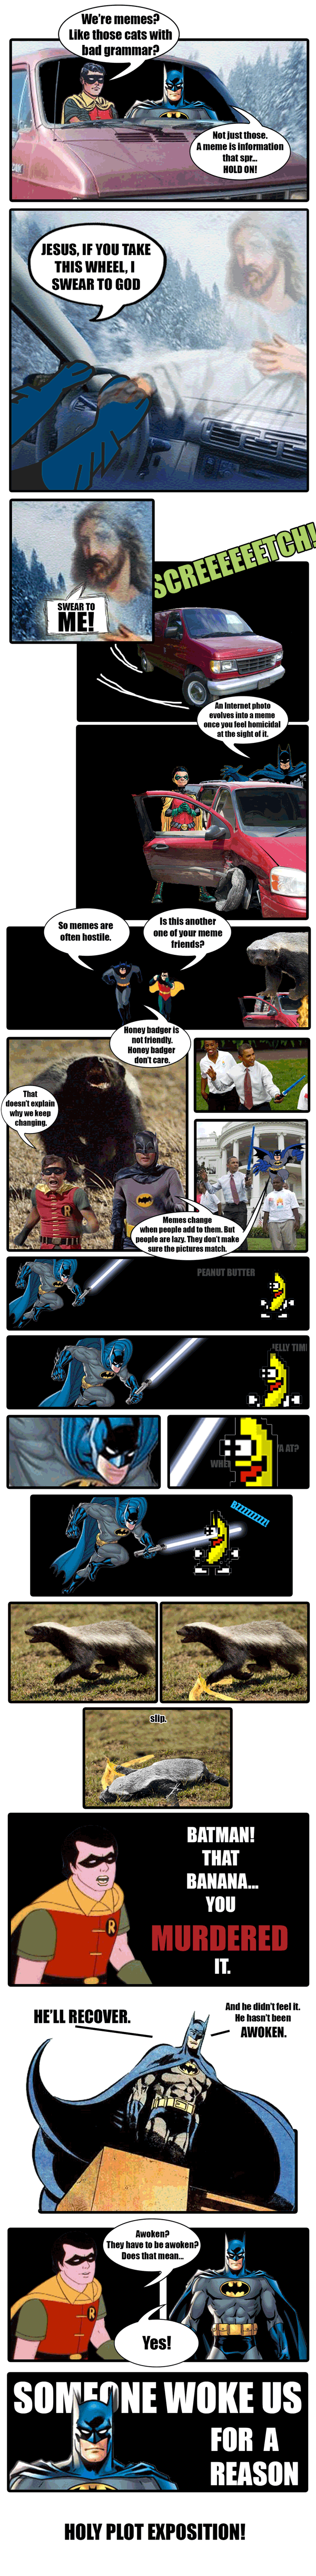 We're memes?
Like those cats with
bad grammar?
Not just those.
A meme is information
that spr...
HOLD ON!
JESUS, IF YOU TAKE
THIS WHEEL, I
SWEAR TO GOD
SWEAR TO
ME!
SCREEEEEETCH!
An Internet photo
evolves into a meme
once you feel homicidal
at the sight of it.
So memes are
often hostile.
Is this another
one of your meme
friends?
Honey badger is
not friendly.
Honey badger
don't care.
That
doesn't explain
why we keep
changing.
R
Memes change
when people add to them. But
people are lazy. They don't make
sure the pictures match.
PEANUT BUTTER
ELLY TIM
WHE
A AT?
BZZZZZZZZ!
slip.
BATMAN!
THAT
BANANA...
YOU
MURDERED
IT.
R
HE'LL RECOVER.
And he didn't feel it.
He hasn't been
AWOKEN.
Awoken?
They have to be awoken?
Does that mean...
R
Yes!
SOMEONE WOKE US
FOR A
REASON
HOLY PLOT EXPOSITION!